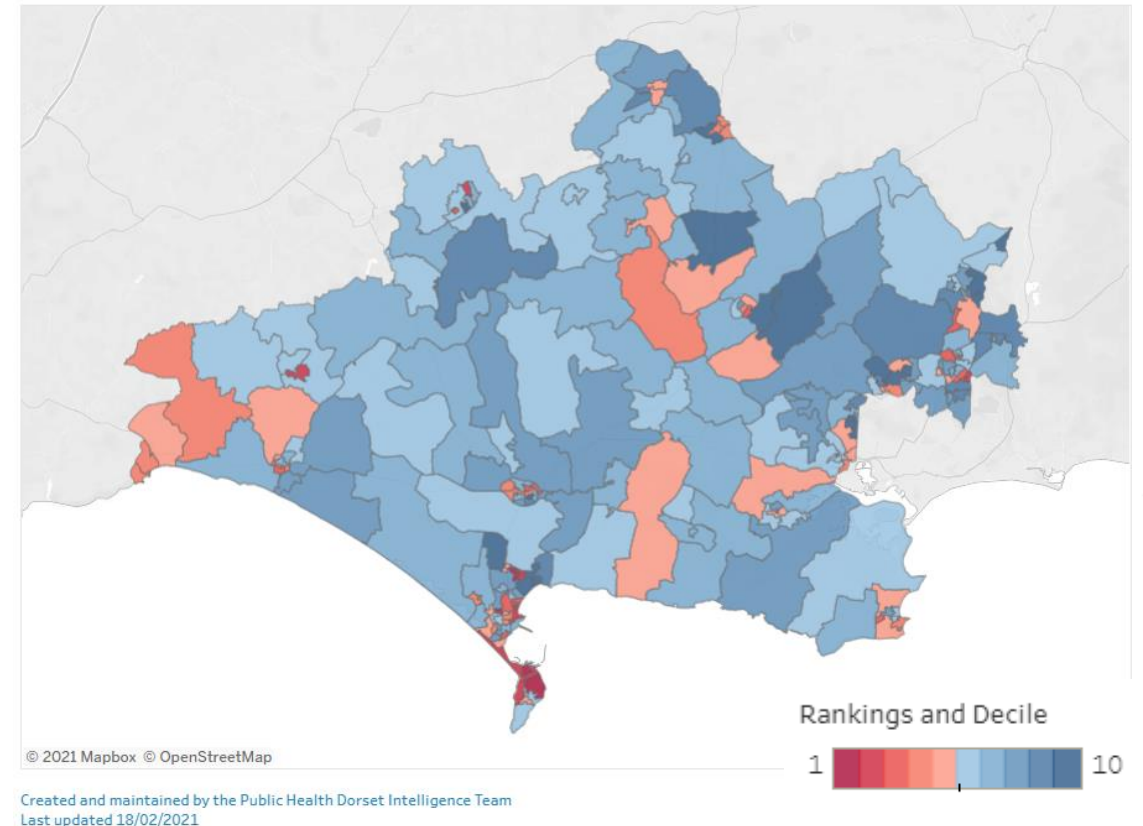 Rankings and Decile
1 10
© 2021 Mapbox © OpenStreetMap
Created and maintained by the Public Health Dorset Intelligence Team
Last updated 18/02/2021